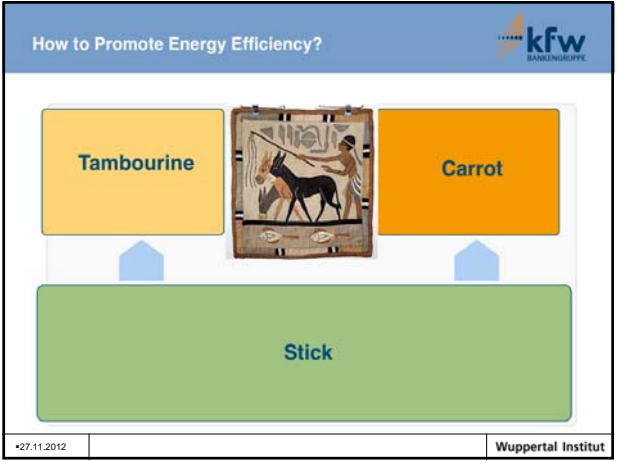 How to Promote Energy Efficiency?
kfw
BANKENGRUPPE
Tambourine
Carrot
Stick
▪27.11.2012
Wuppertal Institut